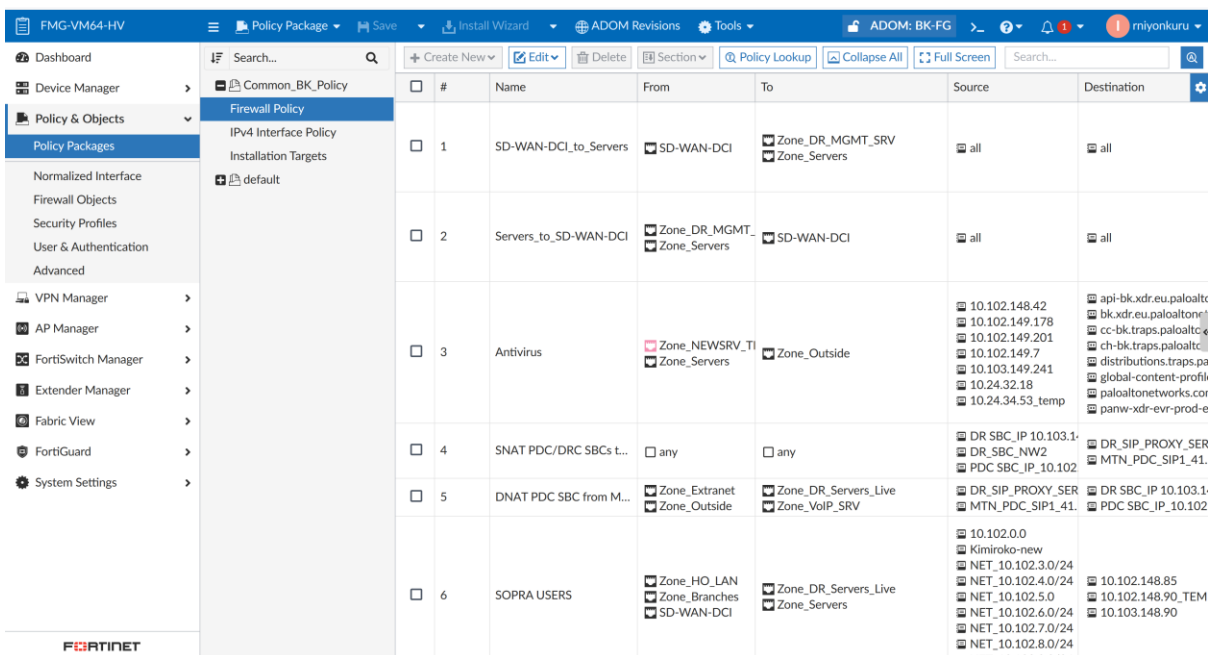 FMG-VM64-HV
Policy Package
Save
Install Wizard
ADOM Revisions
Tools
ADOM: BK-FG
>_
1
I
rniyonkuru
Dashboard
Device Manager
Policy & Objects
Policy Packages
Normalized Interface
Firewall Objects
Security Profiles
User & Authentication
Advanced
VPN Manager
AP Manager
FortiSwitch Manager
Extender Manager
Fabric View
FortiGuard
System Settings
FORTINET
Search...
Common_BK_Policy
Firewall Policy
IPv4 Interface Policy
Installation Targets
default
+ Create New
Edit
Delete
Section
Policy Lookup
Collapse All
Full Screen
Search...
# Name From To Source Destination
1 SD-WAN-DCI_to_Servers
SD-WAN-DCI
Zone_DR_MGMT_SRV
Zone_Servers
all
all
2 Servers_to_SD-WAN-DCI
Zone_DR_MGMT_
Zone_Servers
SD-WAN-DCI
all
all
3 Antivirus
Zone_NEWSRV_TI
Zone_Servers
Zone_Outside
10.102.148.42
10.102.149.178
10.102.149.201
10.102.149.7
10.103.149.241
10.24.32.18
10.24.34.53_temp
api-bk.xdr.eu.paloalto
bk.xdr.eu.paloaltonet
cc-bk.traps.paloaltc
ch-bk.traps.paloaltc
distributions.traps.pa
global-content-profile
paloaltonetworks.cor
panw-xdr-evr-prod-e
4 SNAT PDC/DRC SBCs t...
any
any
DR SBC_IP 10.103.14
DR_SBC_NW2
PDC SBC_IP_10.102
DR_SIP_PROXY_SER
MTN_PDC_SIP1_41.
5 DNAT PDC SBC from M...
Zone_Extranet
Zone_Outside
Zone_DR_Servers_Live
Zone_VoIP_SRV
DR_SIP_PROXY_SER
MTN_PDC_SIP1_41.
DR SBC_IP 10.103.14
PDC SBC_IP_10.102
6 SOPRA USERS
Zone_HO_LAN
Zone_Branches
SD-WAN-DCI
Zone_DR_Servers_Live
Zone_Servers
10.102.0.0
Kimiroko-new
NET_10.102.3.0/24
NET_10.102.4.0/24
NET_10.102.5.0
NET_10.102.6.0/24
NET_10.102.7.0/24
NET_10.102.8.0/24
10.102.148.85
10.102.148.90_TEM
10.103.148.90